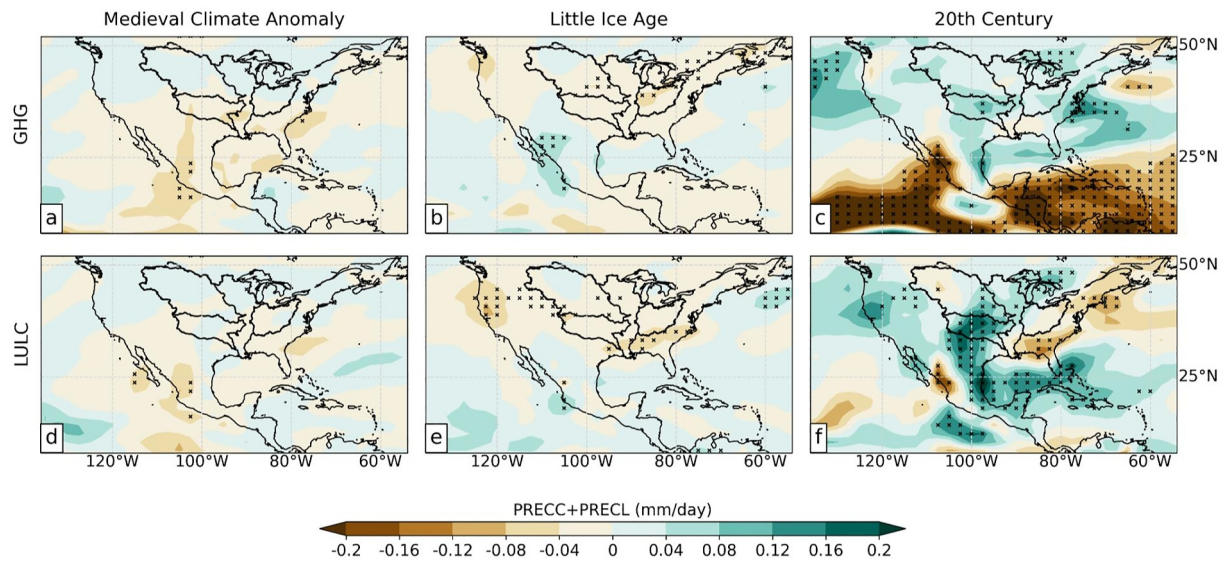 Medieval Climate Anomaly
Little Ice Age
20th Century
GHG
50°N
25°N
a
b
c
LULC
50°N
25°N
d
e
f
120°W 100°W 80°W 60°W
120°W 100°W 80°W 60°W
120°W 100°W 80°W 60°W
PRECC+PRECL (mm/day)
-0.2 -0.16 -0.12 -0.08 -0.04 0 0.04 0.08 0.12 0.16 0.2